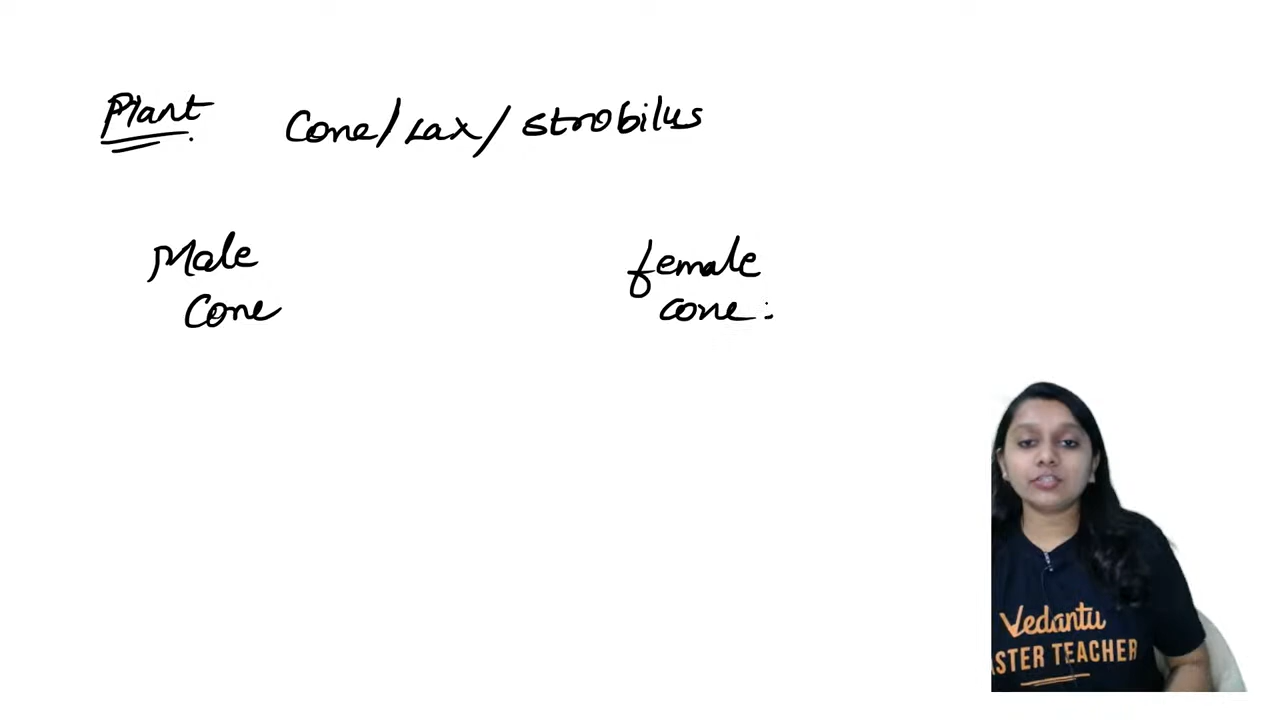 Plant. Cone/Lax/strobilus
Male female
Cone cone:
Vedantu
ASTER TEACHER